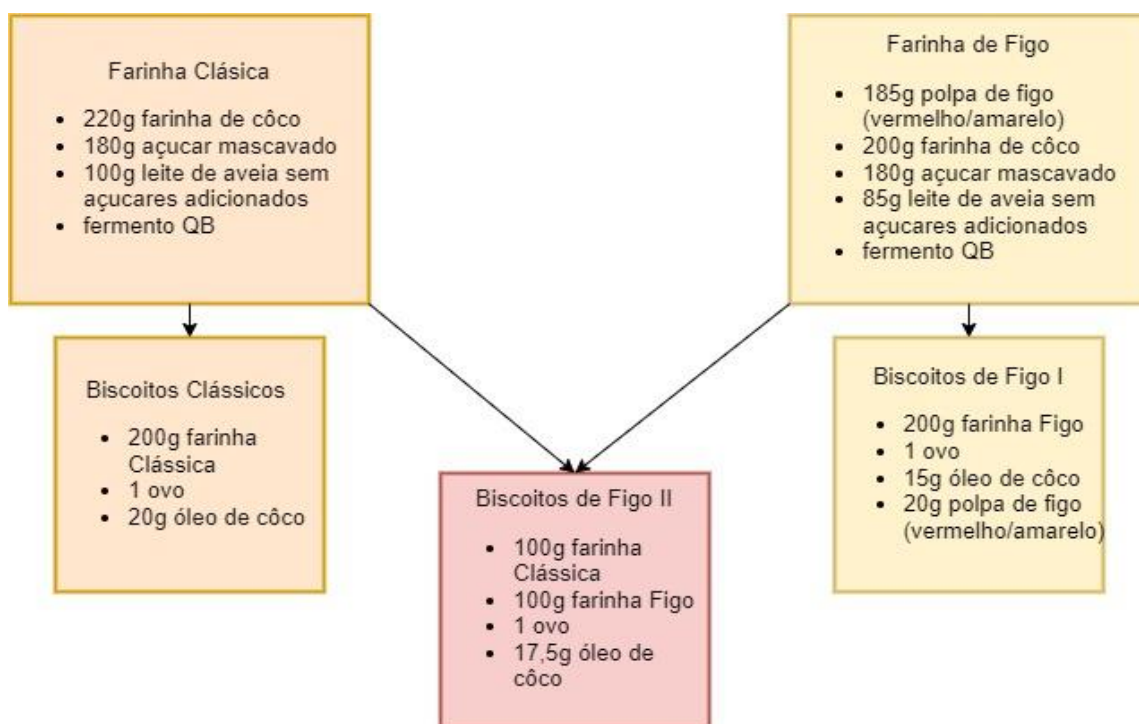 Farinha Clásica
• 220g farinha de côco
• 180g açucar mascavado
• 100g leite de aveia sem
açucares adicionados
• fermento QB
Farinha de Figo
• 185g polpa de figo
(vermelho/amarelo)
• 200g farinha de côco
• 180g açucar mascavado
• 85g leite de aveia sem
açucares adicionados
• fermento QB
Biscoitos Clássicos
• 200g farinha
Clássica
• 1 ovo
• 20g óleo de côco
Biscoitos de Figo II
• 100g farinha
Clássica
• 100g farinha Figo
• 1 ovo
• 17,5g óleo de
côco
Biscoitos de Figo I
• 200g farinha Figo
• 1 ovo
• 15g óleo de côco
• 20g polpa de figo
(vermelho/amarelo)